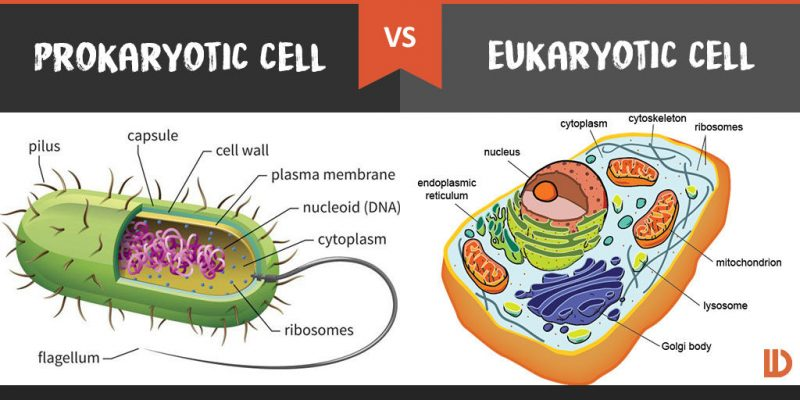 PROKARYOTIC CELL
VS
EUKARYOTIC CELL
pilus
capsule
cell wall
plasma membrane
nucleoid (DNA)
cytoplasm
ribosomes
flagellum
cytoplasm
cytoskeleton
ribosomes
nucleus
endoplasmic
reticulum
mitochondrion
lysosome
Golgi body